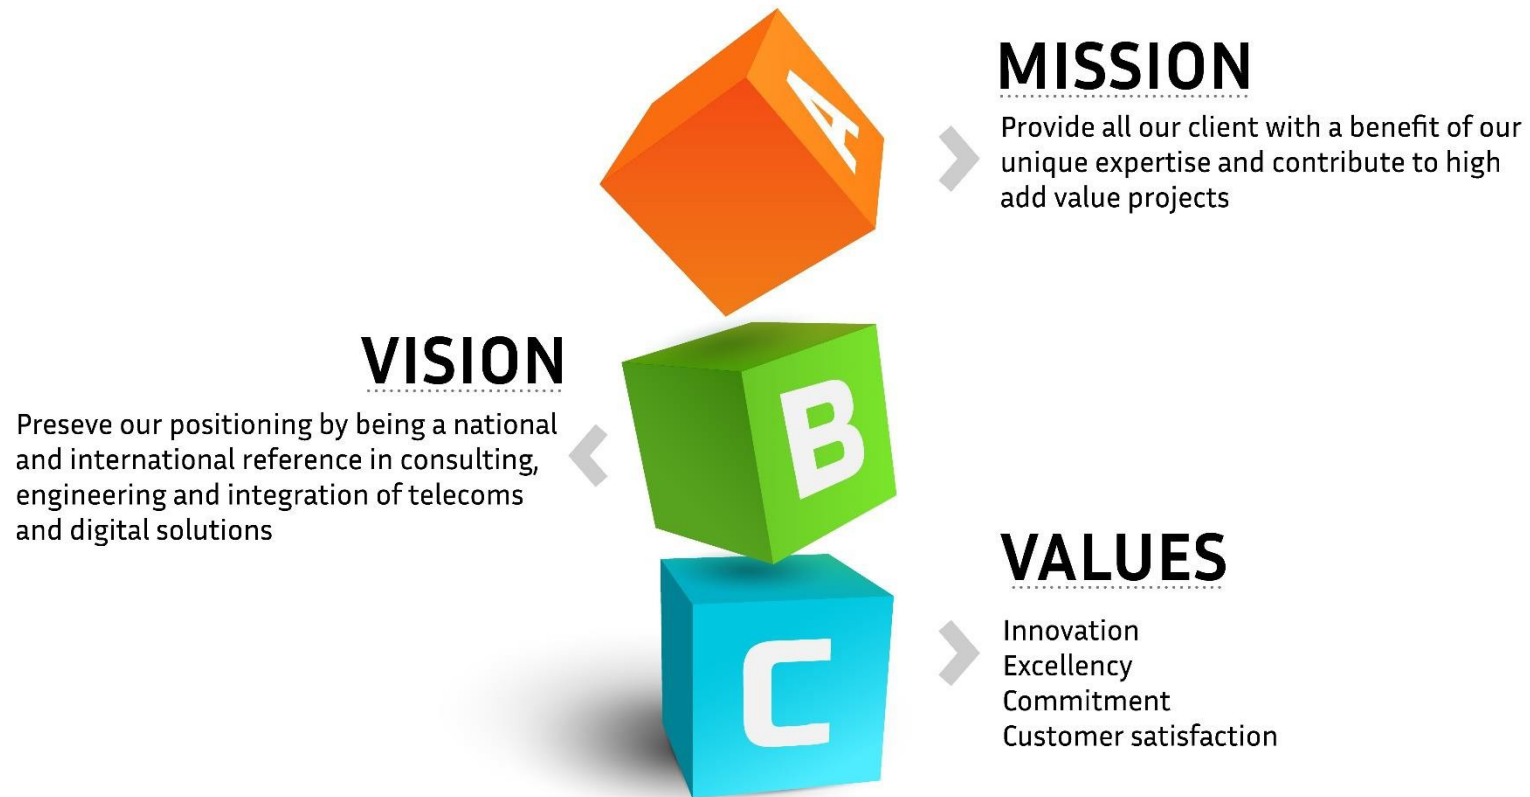 A
MISSION
Provide all our client with a benefit of our
unique expertise and contribute to high
add value projects
VISION
Preseve our positioning by being a national
and international reference in consulting,
engineering and integration of telecoms
and digital solutions
B
VALUES
Innovation
Excellency
Commitment
Customer satisfaction
C